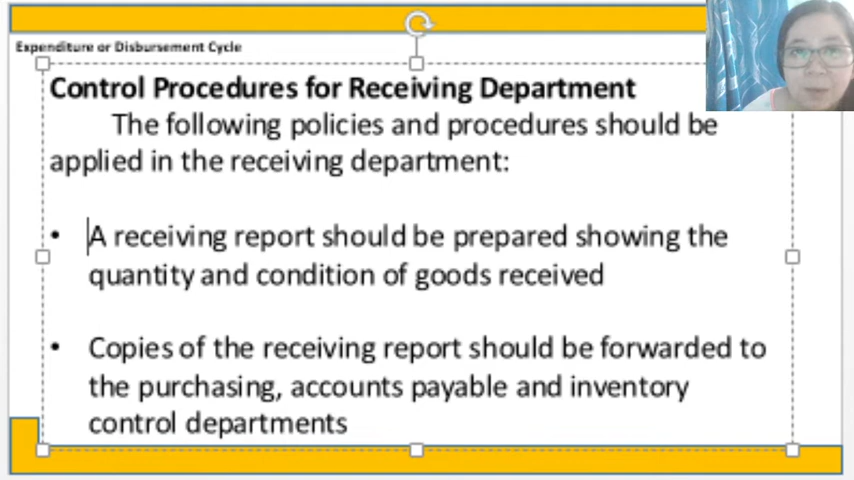 Expenditure or Disbursement Cycle
Control Procedures for Receiving Department
The following policies and procedures should be
applied in the receiving department:
• A receiving report should be prepared showing the
quantity and condition of goods received
• Copies of the receiving report should be forwarded to
the purchasing, accounts payable and inventory
control departments